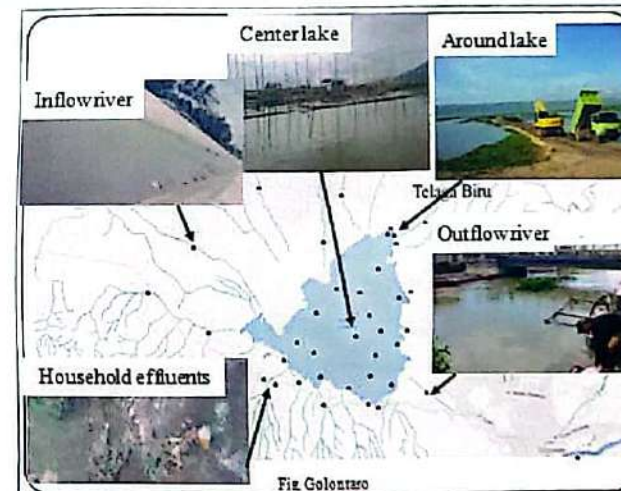 Center lake
Around lake
Inflow river
Telaga Biru
Outflow river
Household effluents
Fig Golontaro